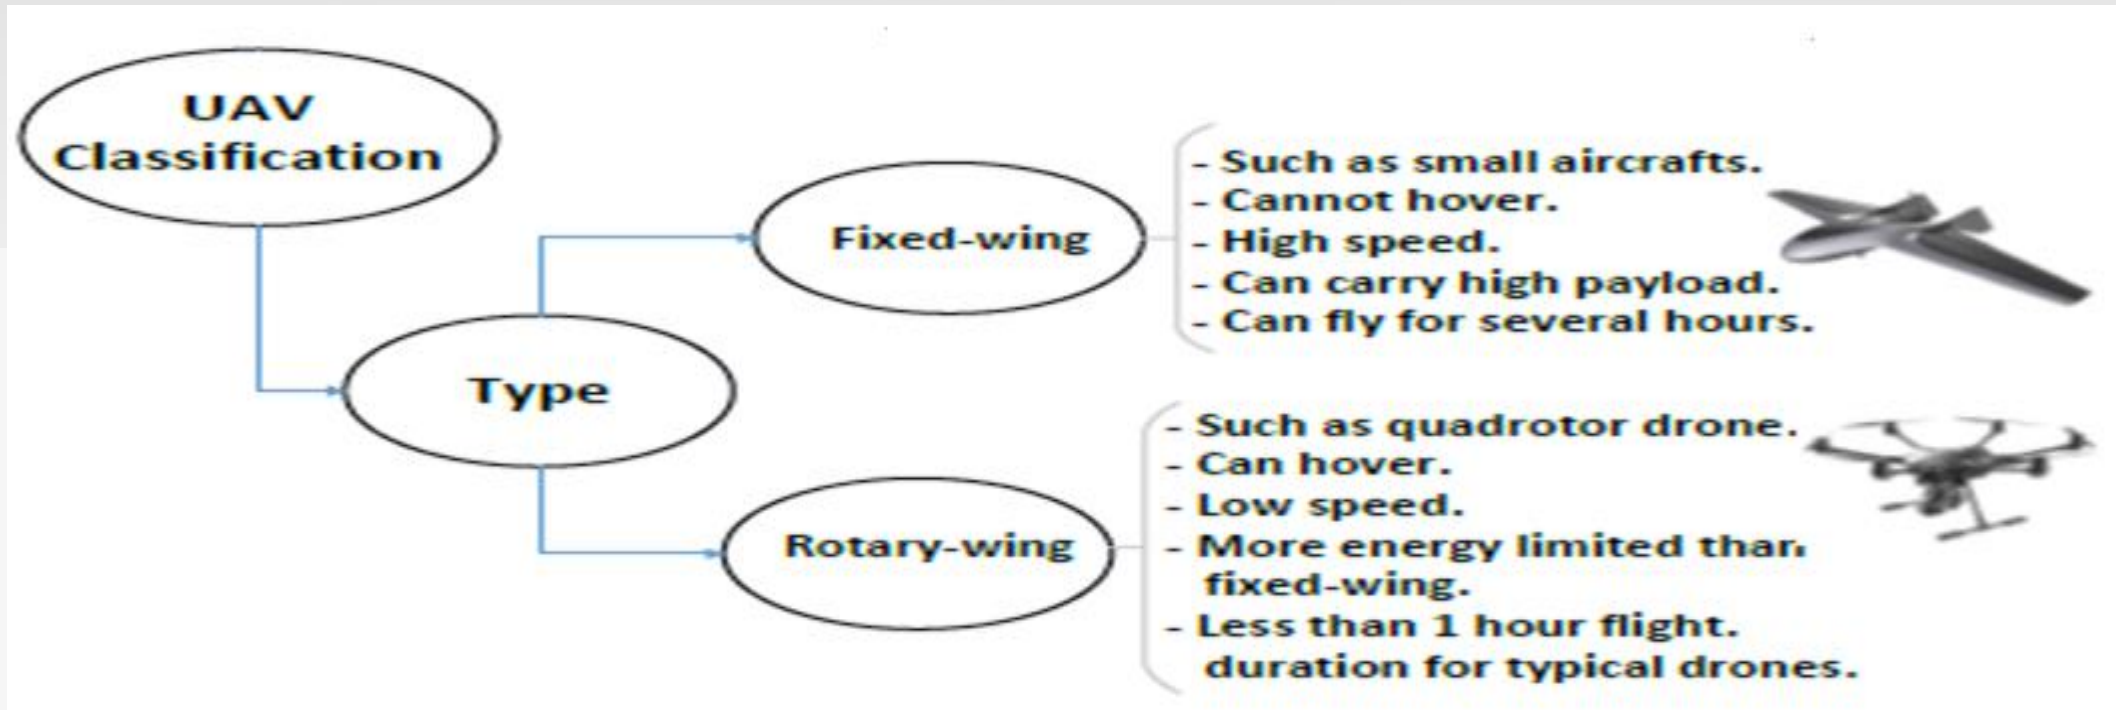 UAV
Classification
Type
Fixed-wing
- Such as small aircrafts.
- Cannot hover.
- High speed.
- Can carry high payload.
- Can fly for several hours.
Rotary-wing
- Such as quadrotor drone.
- Can hover.
- Low speed.
- More energy limited than
fixed-wing.
- Less than 1 hour flight.
duration for typical drones.